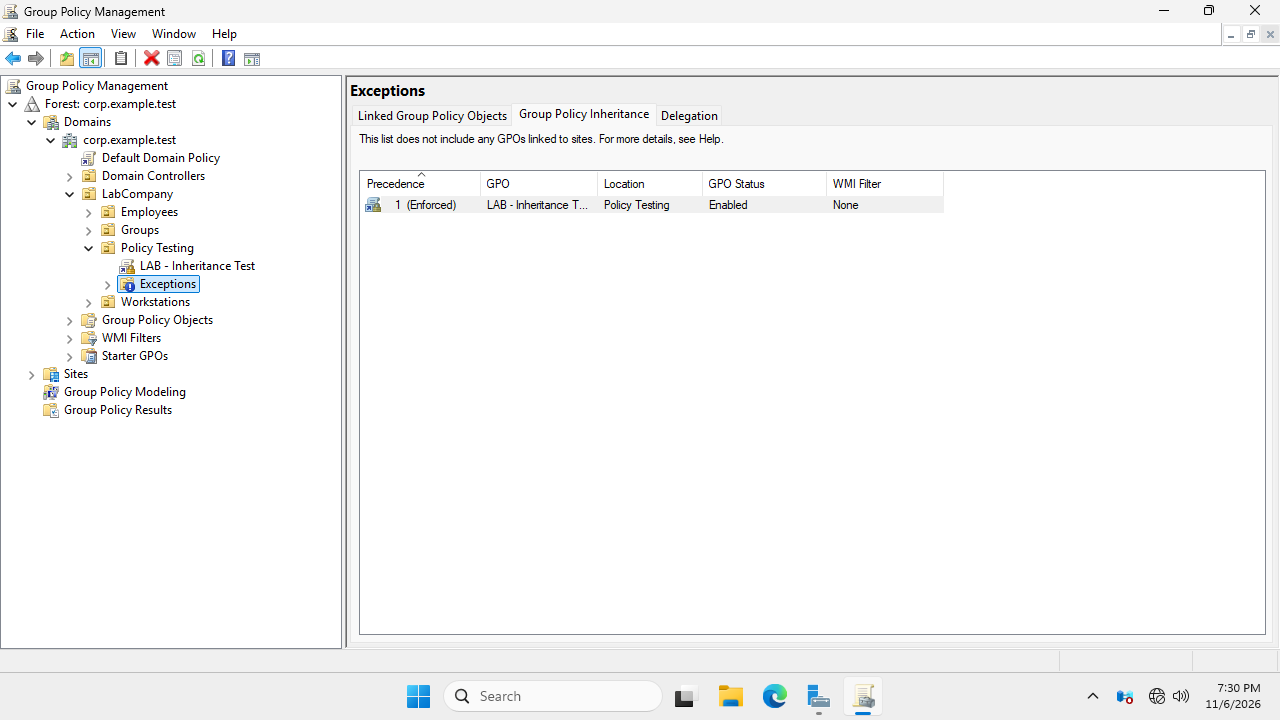 Group Policy Management
File Action View Window Help
Group Policy Management
Forest: corp.example.test
Domains
corp.example.test
Default Domain Policy
Domain Controllers
LabCompany
Employees
Groups
Policy Testing
LAB - Inheritance Test
Exceptions
Workstations
Group Policy Objects
WMI Filters
Starter GPOs
Sites
Group Policy Modeling
Group Policy Results
Exceptions
Linked Group Policy Objects Group Policy Inheritance Delegation
This list does not include any GPOs linked to sites. For more details, see Help.
Precedence GPO Location GPO Status WMI Filter
1 (Enforced) LAB - Inheritance T... Policy Testing Enabled None
Search
7:30 PM
11/6/2026